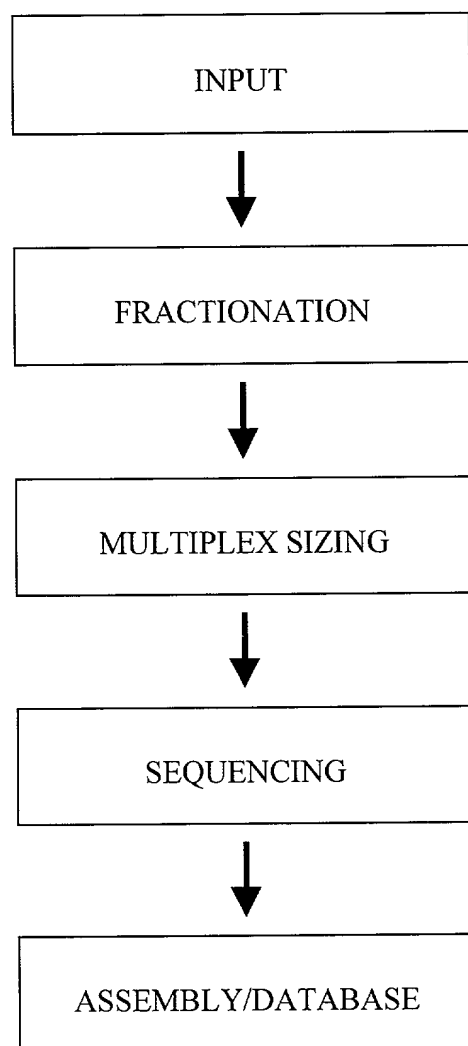 INPUT
FRACTIONATION
MULTIPLEX SIZING
SEQUENCING
ASSEMBLY/DATABASE